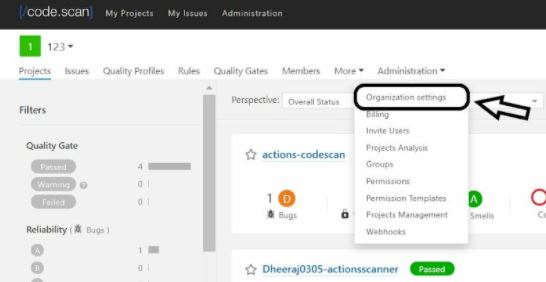 {/code.scan} My Projects My Issues Administration
1 123
Projects Issues Quality Profiles Rules Quality Gates Members More Administration
Filters
Perspective: Overall Status
Organization settings
Billing
Invite Users
Projects Analysis
Groups
Permissions
Permission Templates
Projects Management
Webhooks
Quality Gate
Passed 4
Warning ? 0
Failed 0
Reliability ( Bugs )
A 1
B 0
actions-codescan
1 D
Bugs
A
Smells
Dheeraj0305-actionsscanner Passed